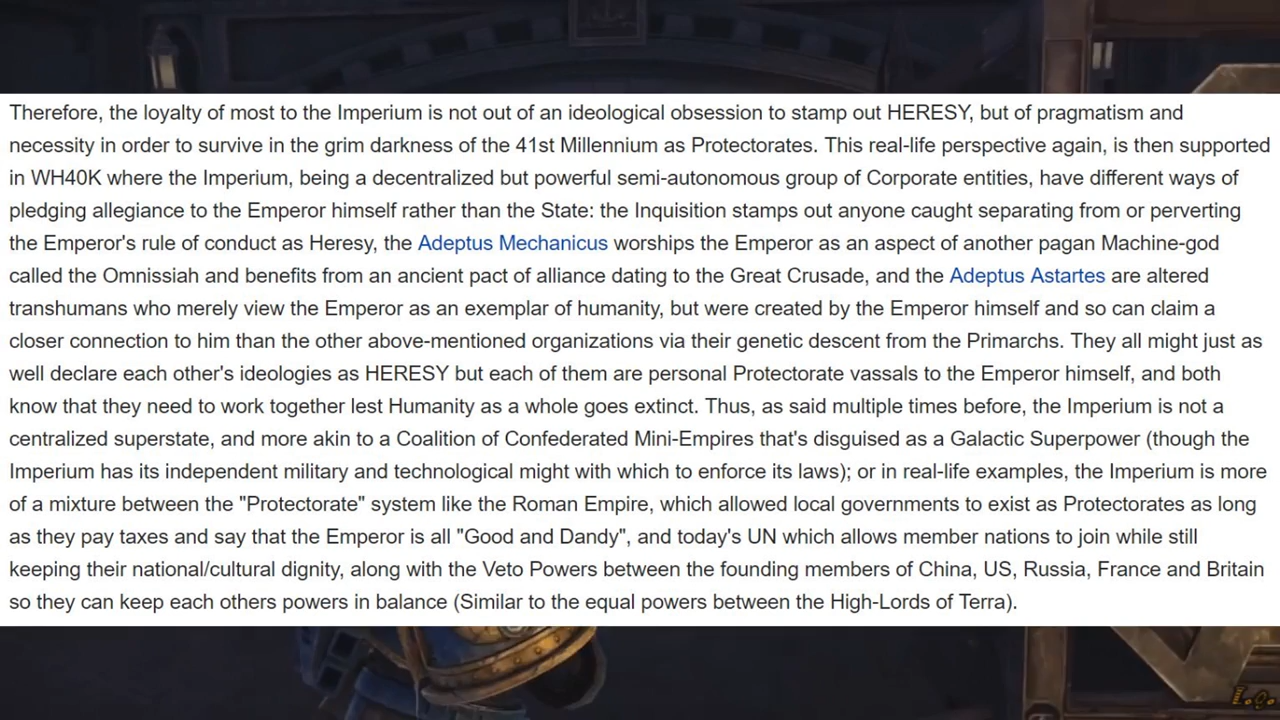 Therefore, the loyalty of most to the Imperium is not out of an ideological obsession to stamp out HERESY, but of pragmatism and
necessity in order to survive in the grim darkness of the 41st Millennium as Protectorates. This real-life perspective again, is then supported
in WH40K where the Imperium, being a decentralized but powerful semi-autonomous group of Corporate entities, have different ways of
pledging allegiance to the Emperor himself rather than the State: the Inquisition stamps out anyone caught separating from or perverting
the Emperor's rule of conduct as Heresy, the Adeptus Mechanicus worships the Emperor as an aspect of another pagan Machine-god
called the Omnissiah and benefits from an ancient pact of alliance dating to the Great Crusade, and the Adeptus Astartes are altered
transhumans who merely view the Emperor as an exemplar of humanity, but were created by the Emperor himself and so can claim a
closer connection to him than the other above-mentioned organizations via their genetic descent from the Primarchs. They all might just as
well declare each other's ideologies as HERESY but each of them are personal Protectorate vassals to the Emperor himself, and both
know that they need to work together lest Humanity as a whole goes extinct. Thus, as said multiple times before, the Imperium is not a
centralized superstate, and more akin to a Coalition of Confederated Mini-Empires that's disguised as a Galactic Superpower (though the
Imperium has its independent military and technological might with which to enforce its laws); or in real-life examples, the Imperium is more
of a mixture between the "Protectorate" system like the Roman Empire, which allowed local governments to exist as Protectorates as long
as they pay taxes and say that the Emperor is all "Good and Dandy", and today's UN which allows member nations to join while still
keeping their national/cultural dignity, along with the Veto Powers between the founding members of China, US, Russia, France and Britain
so they can keep each others powers in balance (Similar to the equal powers between the High-Lords of Terra).